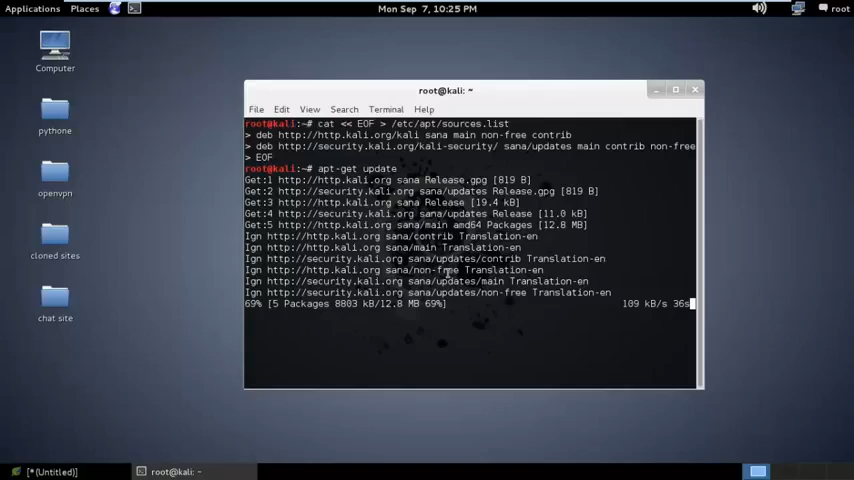 Applications Places Mon Sep 7, 10:25 PM root
Computer
pythone
openvpn
cloned sites
chat site
root@kali: ~
File Edit View Search Terminal Help
root@kali:~# cat << EOF > /etc/apt/sources.list
> deb http://http.kali.org/kali sana main non-free contrib
> deb http://security.kali.org/kali-security/ sana/updates main contrib non-free
> EOF
root@kali:~# apt-get update
Get:1 http://http.kali.org sana Release.gpg [819 B]
Get:2 http://security.kali.org sana/updates Release.gpg [819 B]
Get:3 http://http.kali.org sana Release [19.4 kB]
Get:4 http://security.kali.org sana/updates Release [11.0 kB]
Get:5 http://http.kali.org sana/main amd64 Packages [12.8 MB]
Ign http://http.kali.org sana/contrib Translation-en
Ign http://http.kali.org sana/main Translation-en
Ign http://security.kali.org sana/updates/contrib Translation-en
Ign http://http.kali.org sana/non-free Translation-en
Ign http://security.kali.org sana/updates/main Translation-en
Ign http://security.kali.org sana/updates/non-free Translation-en
69% [5 Packages 8803 kB/12.8 MB 69%] 109 kB/s 36s
[*(Untitled)] root@kali: ~